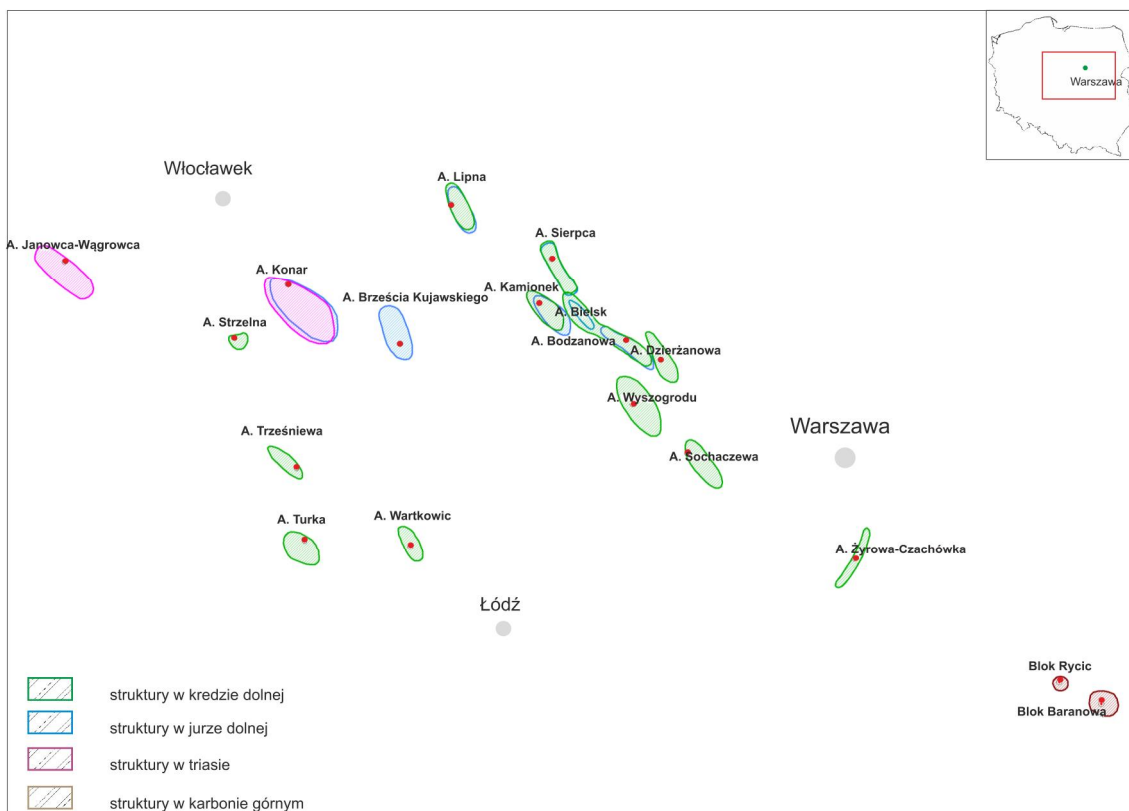 Warszawa
Włocławek
A. Lipna
A. Sierpca
A. Janowca-Wągrowca
A. Konar
A. Kamionek
A. Brześcia Kujawskiego
A. Bielsk
A. Strzelna
A. Bodzanowa
A. Dzierżanowa
A. Wyszogrodu
Warszawa
A. Trześniewa
A. Sochaczewa
A. Turka
A. Wartkowic
A. Żyrowa-Czachówka
Łódź
Blok Rycic
Blok Baranowa
struktury w kredzie dolnej
struktury w jurze dolnej
struktury w triasie
struktury w karbonie górnym